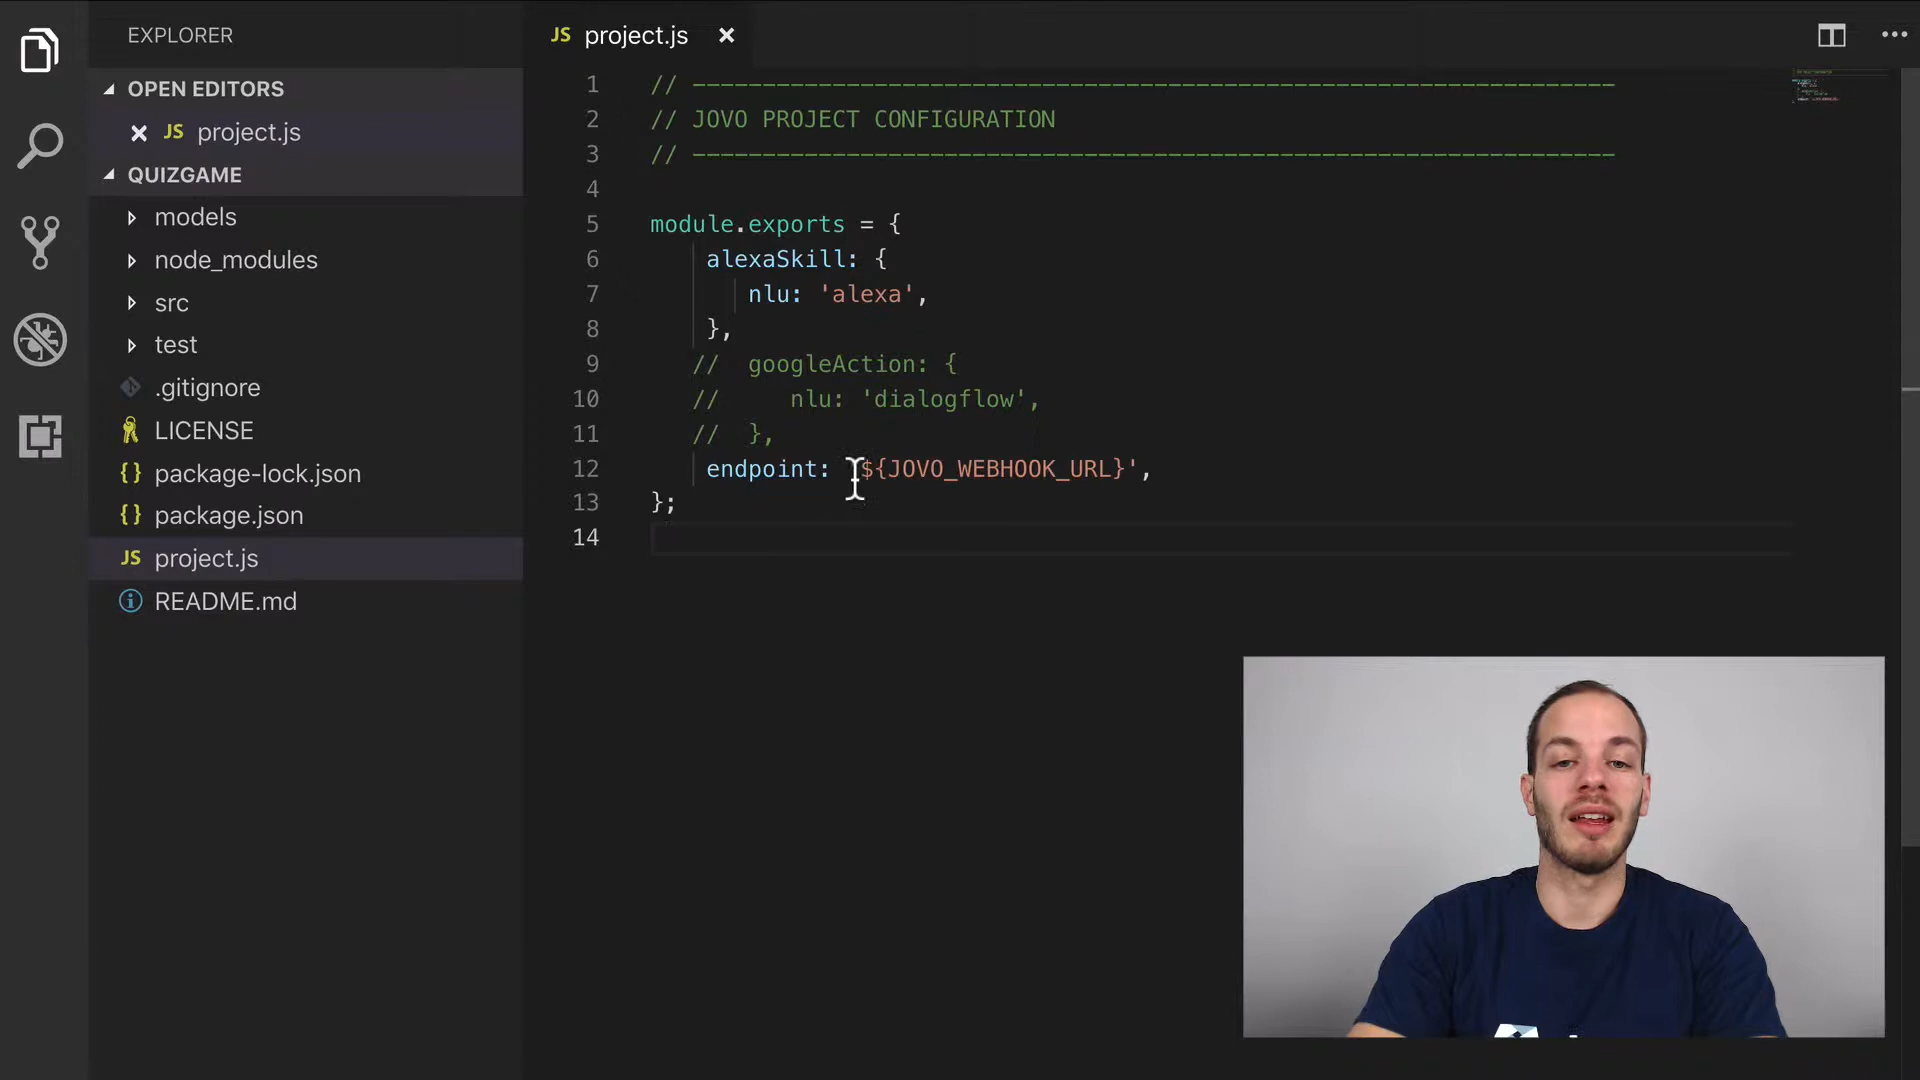 EXPLORER
OPEN EDITORS
JS project.js
QUIZGAME
models
node_modules
src
test
.gitignore
LICENSE
{} package-lock.json
{} package.json
JS project.js
README.md
JS project.js
1 // ------------------------------------------------------------------
2 // JOVO PROJECT CONFIGURATION
3 // ------------------------------------------------------------------
4
5 module.exports = {
6 alexaSkill: {
7 nlu: 'alexa',
8 },
9 // googleAction: {
10 // nlu: 'dialogflow',
11 // },
12 endpoint: '${JOVO_WEBHOOK_URL}',
13 };
14